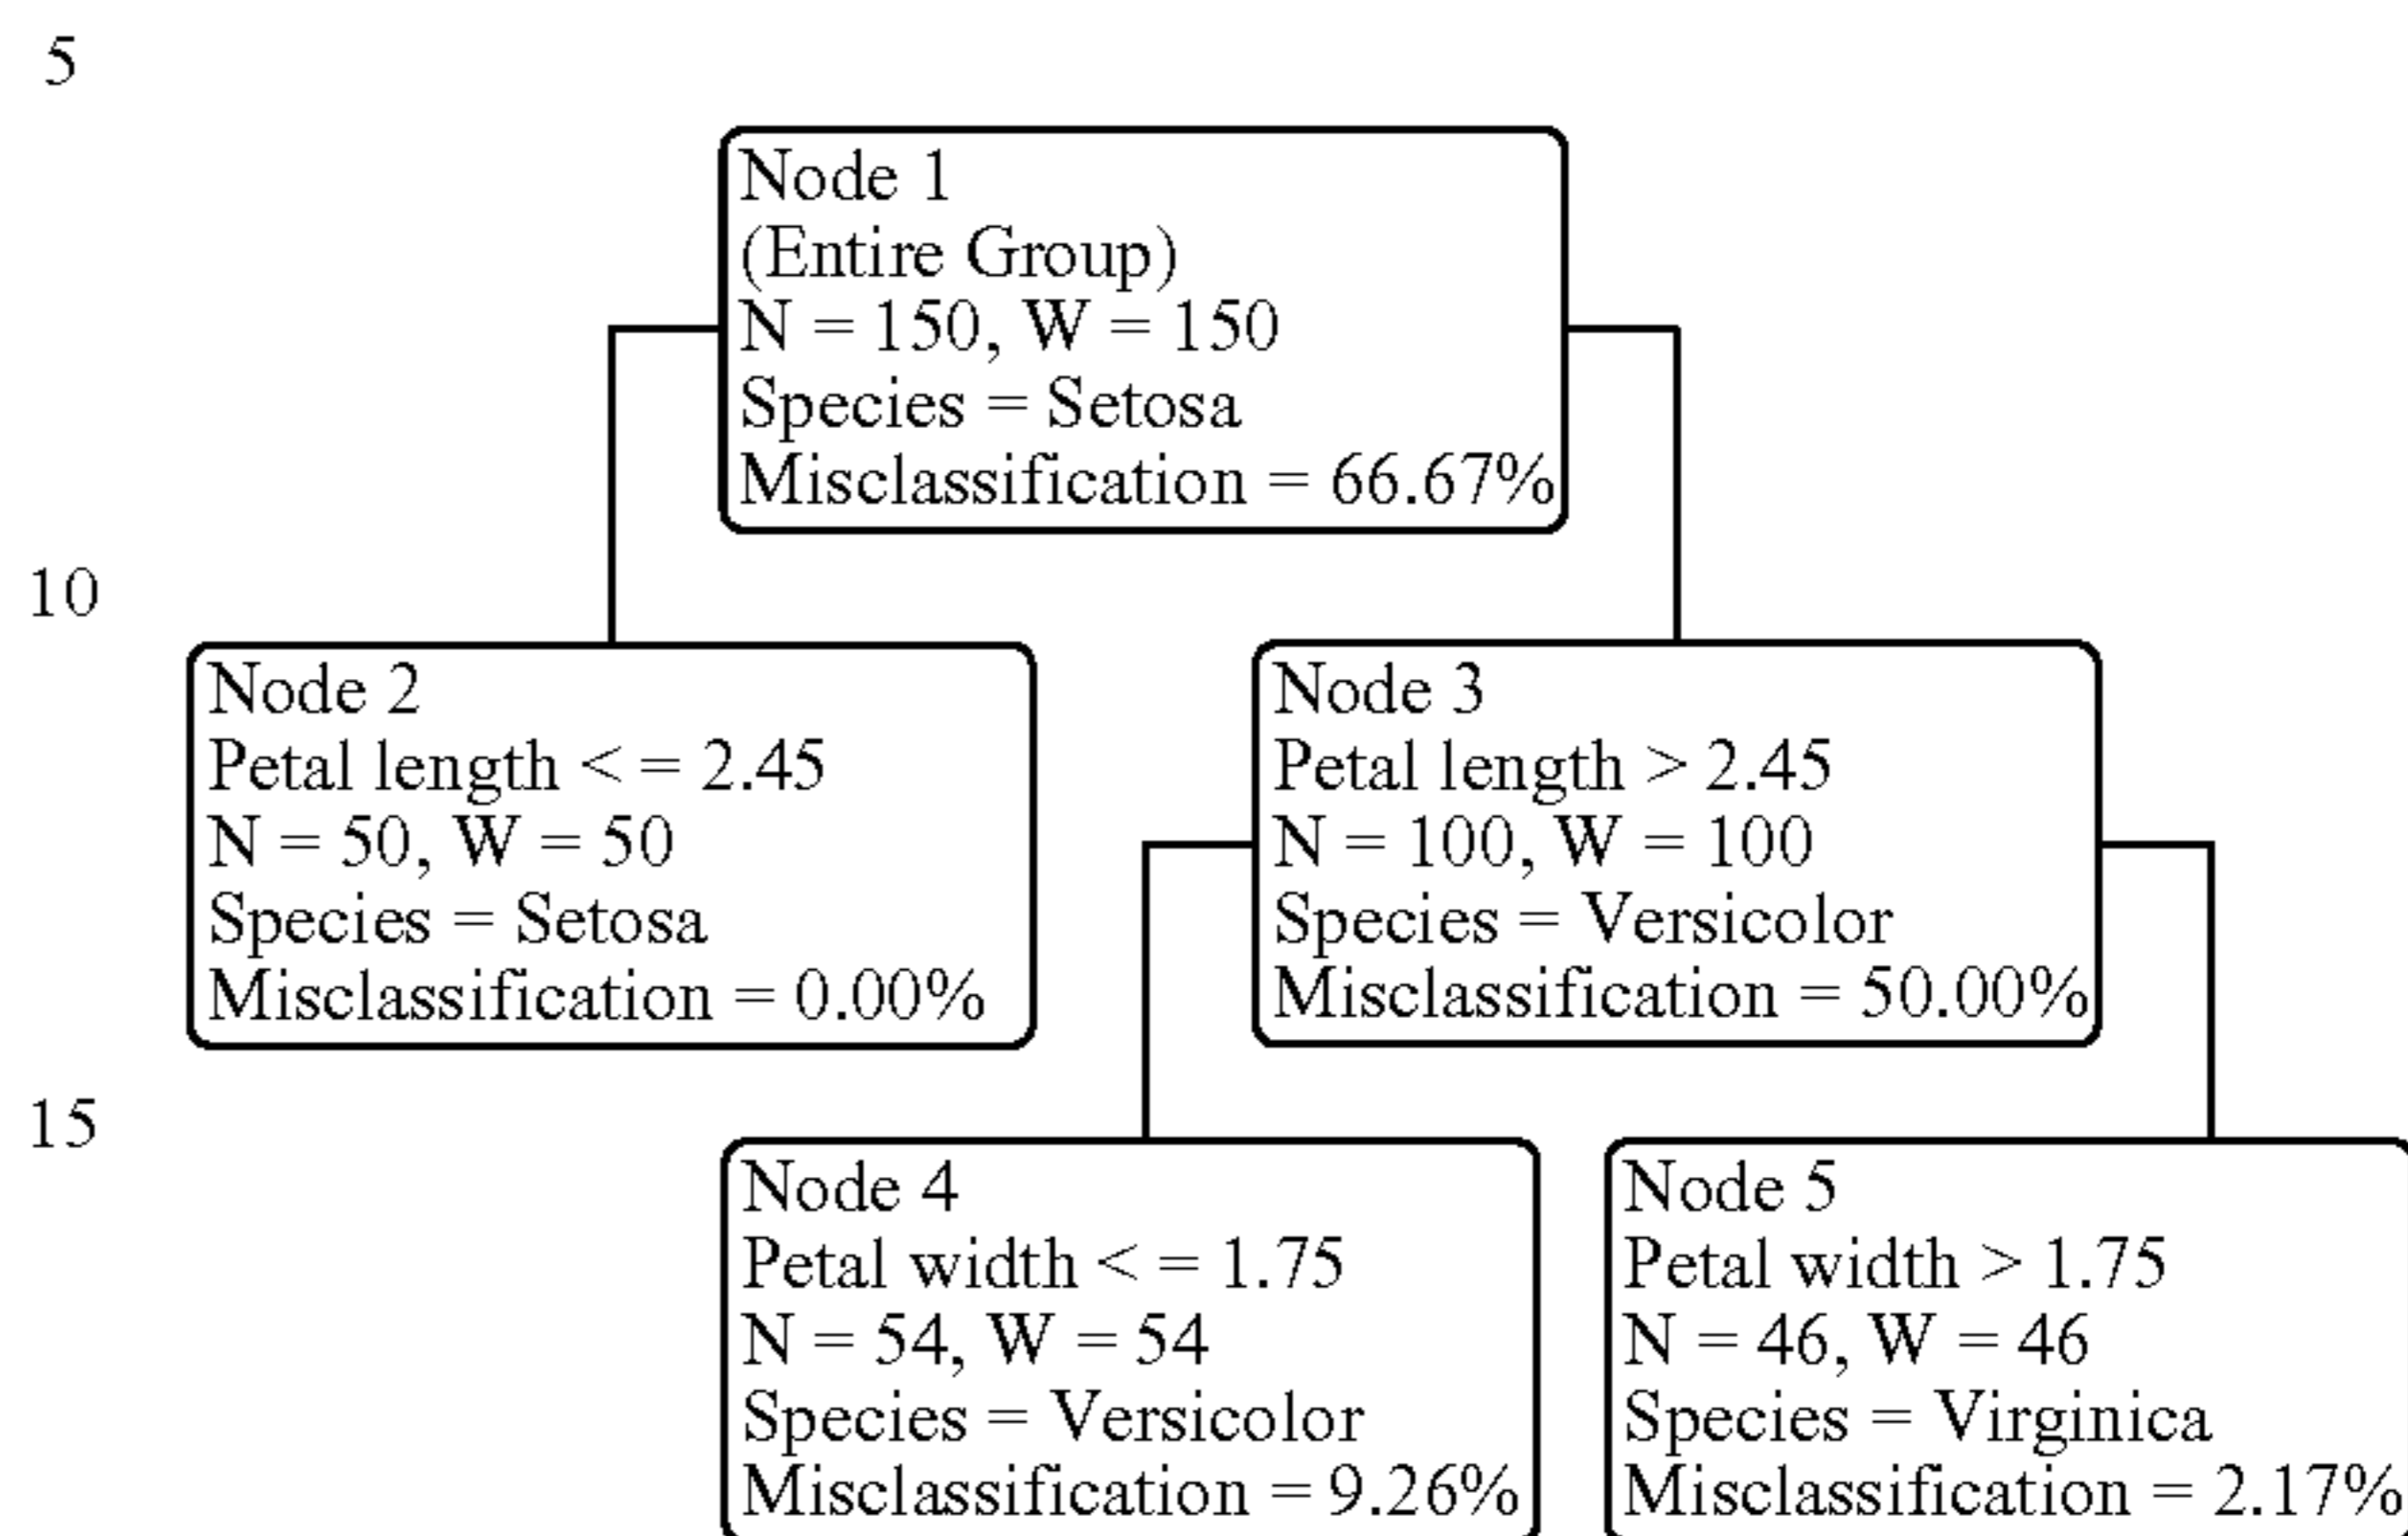 5
Node 1
(Entire Group)
N = 150, W = 150
Species = Setosa
Misclassification = 66.67%
10
Node 2
Petal length < = 2.45
N = 50, W = 50
Species = Setosa
Misclassification = 0.00%
Node 3
Petal length > 2.45
N = 100, W = 100
Species = Versicolor
Misclassification = 50.00%
15
Node 4
Petal width < = 1.75
N = 54, W = 54
Species = Versicolor
Misclassification = 9.26%
Node 5
Petal width > 1.75
N = 46, W = 46
Species = Virginica
Misclassification = 2.17%